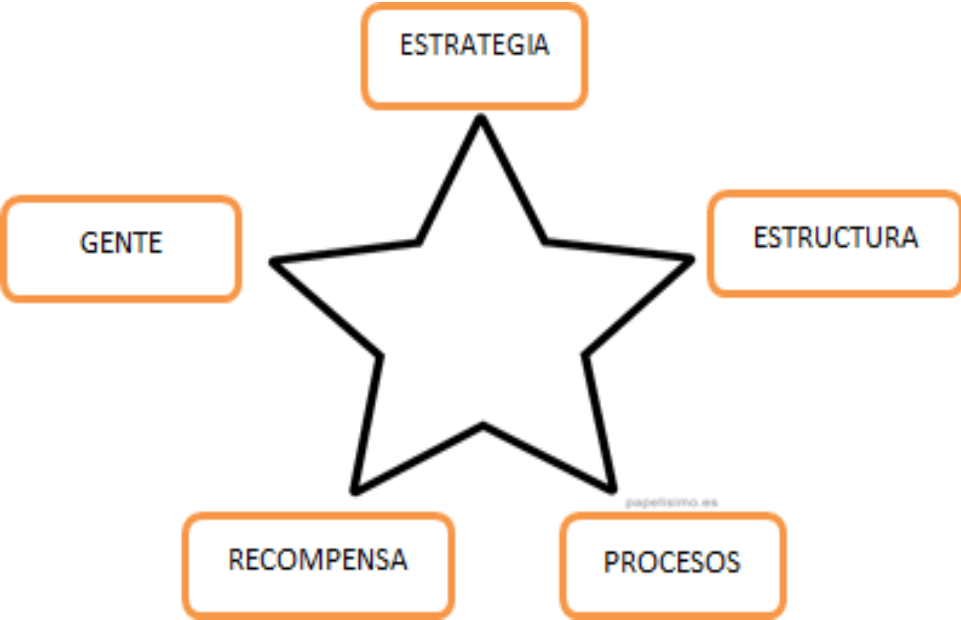 ESTRATEGIA
GENTE
ESTRUCTURA
papelisimo.es
RECOMPENSA
PROCESOS